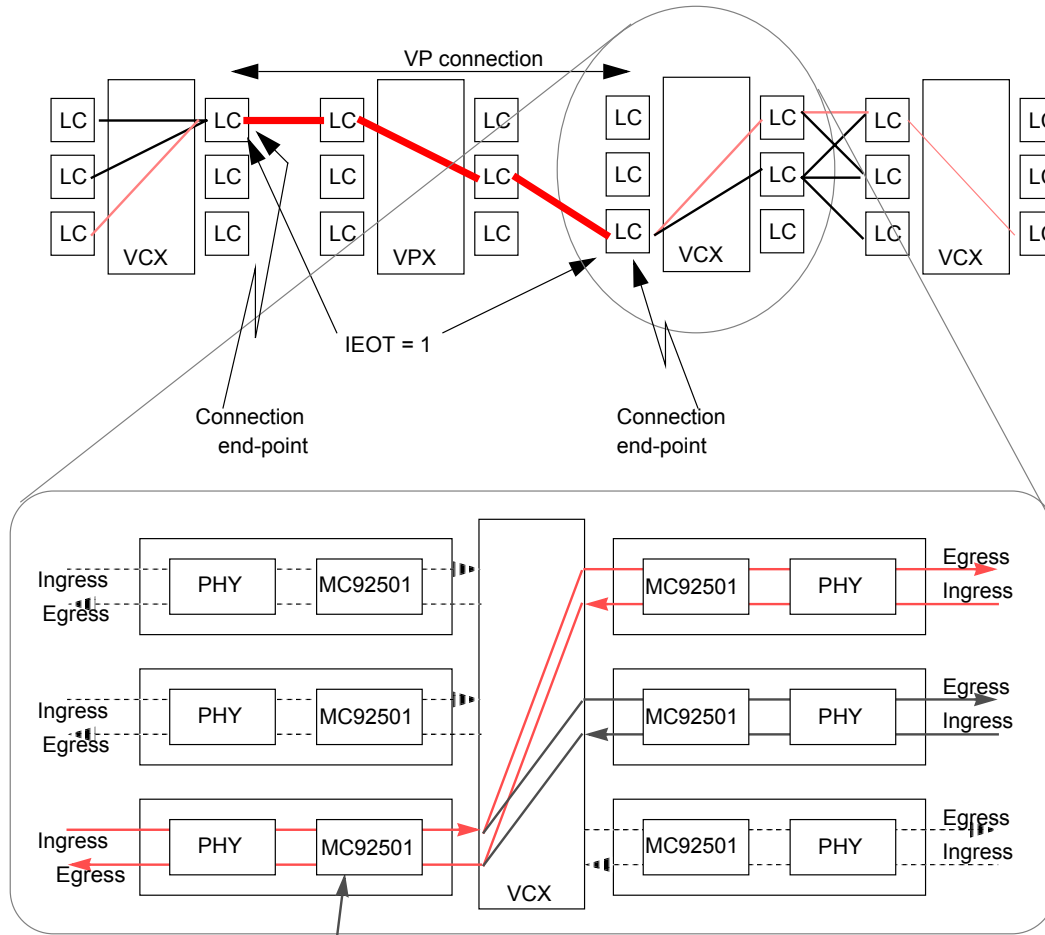 VP connection
LC LC LC LC LC LC LC LC
LC LC LC LC LC LC LC LC
LC LC LC LC LC LC LC LC
VCX VPX VCX VCX
IEOT = 1
Connection
end-point
Connection
end-point
Ingress PHY MC92501
Egress
MC92501 PHY Egress
Ingress
Ingress PHY MC92501
Egress
MC92501 PHY Egress
Ingress
Ingress PHY MC92501
Egress
MC92501 PHY Egress
Ingress
VCX